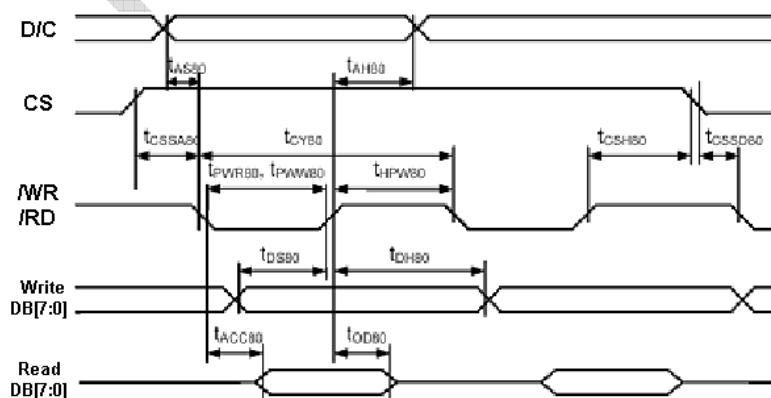 D/C
tAS80
tAH80
CS
tCSSA80
tCY80
tCSH80
tCSSD80
tPWR80, tPWW80
tHPW80
/WR
/RD
tDS80
tDH80
Write
DB[7:0]
tACC80
tOD80
Read
DB[7:0]